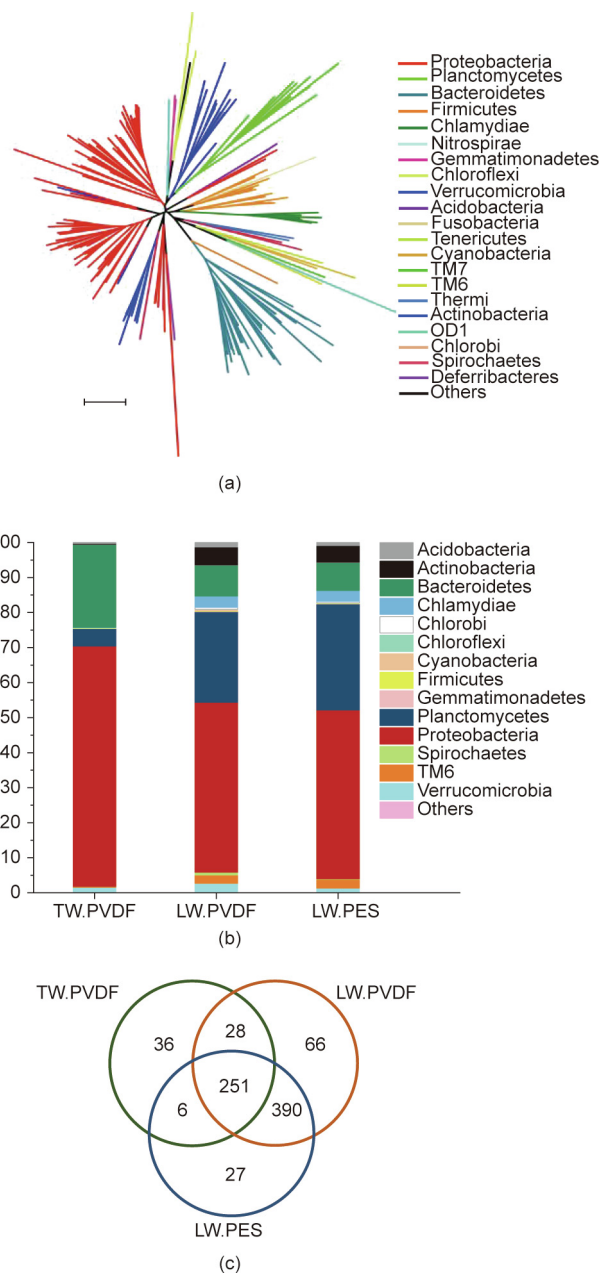 Proteobacteria
Planctomycetes
Bacteroidetes
Firmicutes
Chlamydiae
Nitrospirae
Gemmatimonadetes
Chloroflexi
Verrucomicrobia
Acidobacteria
Fusobacteria
Tenericutes
Cyanobacteria
TM7
TM6
Thermi
Actinobacteria
OD1
Chlorobi
Spirochaetes
Deferribacteres
Others
(a)
00
90
80
70
60
50
40
30
20
10
0
TW.PVDF
LW.PVDF
LW.PES
Acidobacteria
Actinobacteria
Bacteroidetes
Chlamydiae
Chlorobi
Chloroflexi
Cyanobacteria
Firmicutes
Gemmatimonadetes
Planctomycetes
Proteobacteria
Spirochaetes
TM6
Verrucomicrobia
Others
(b)
TW.PVDF
LW.PVDF
36
28
66
251
6
390
27
LW.PES
(c)